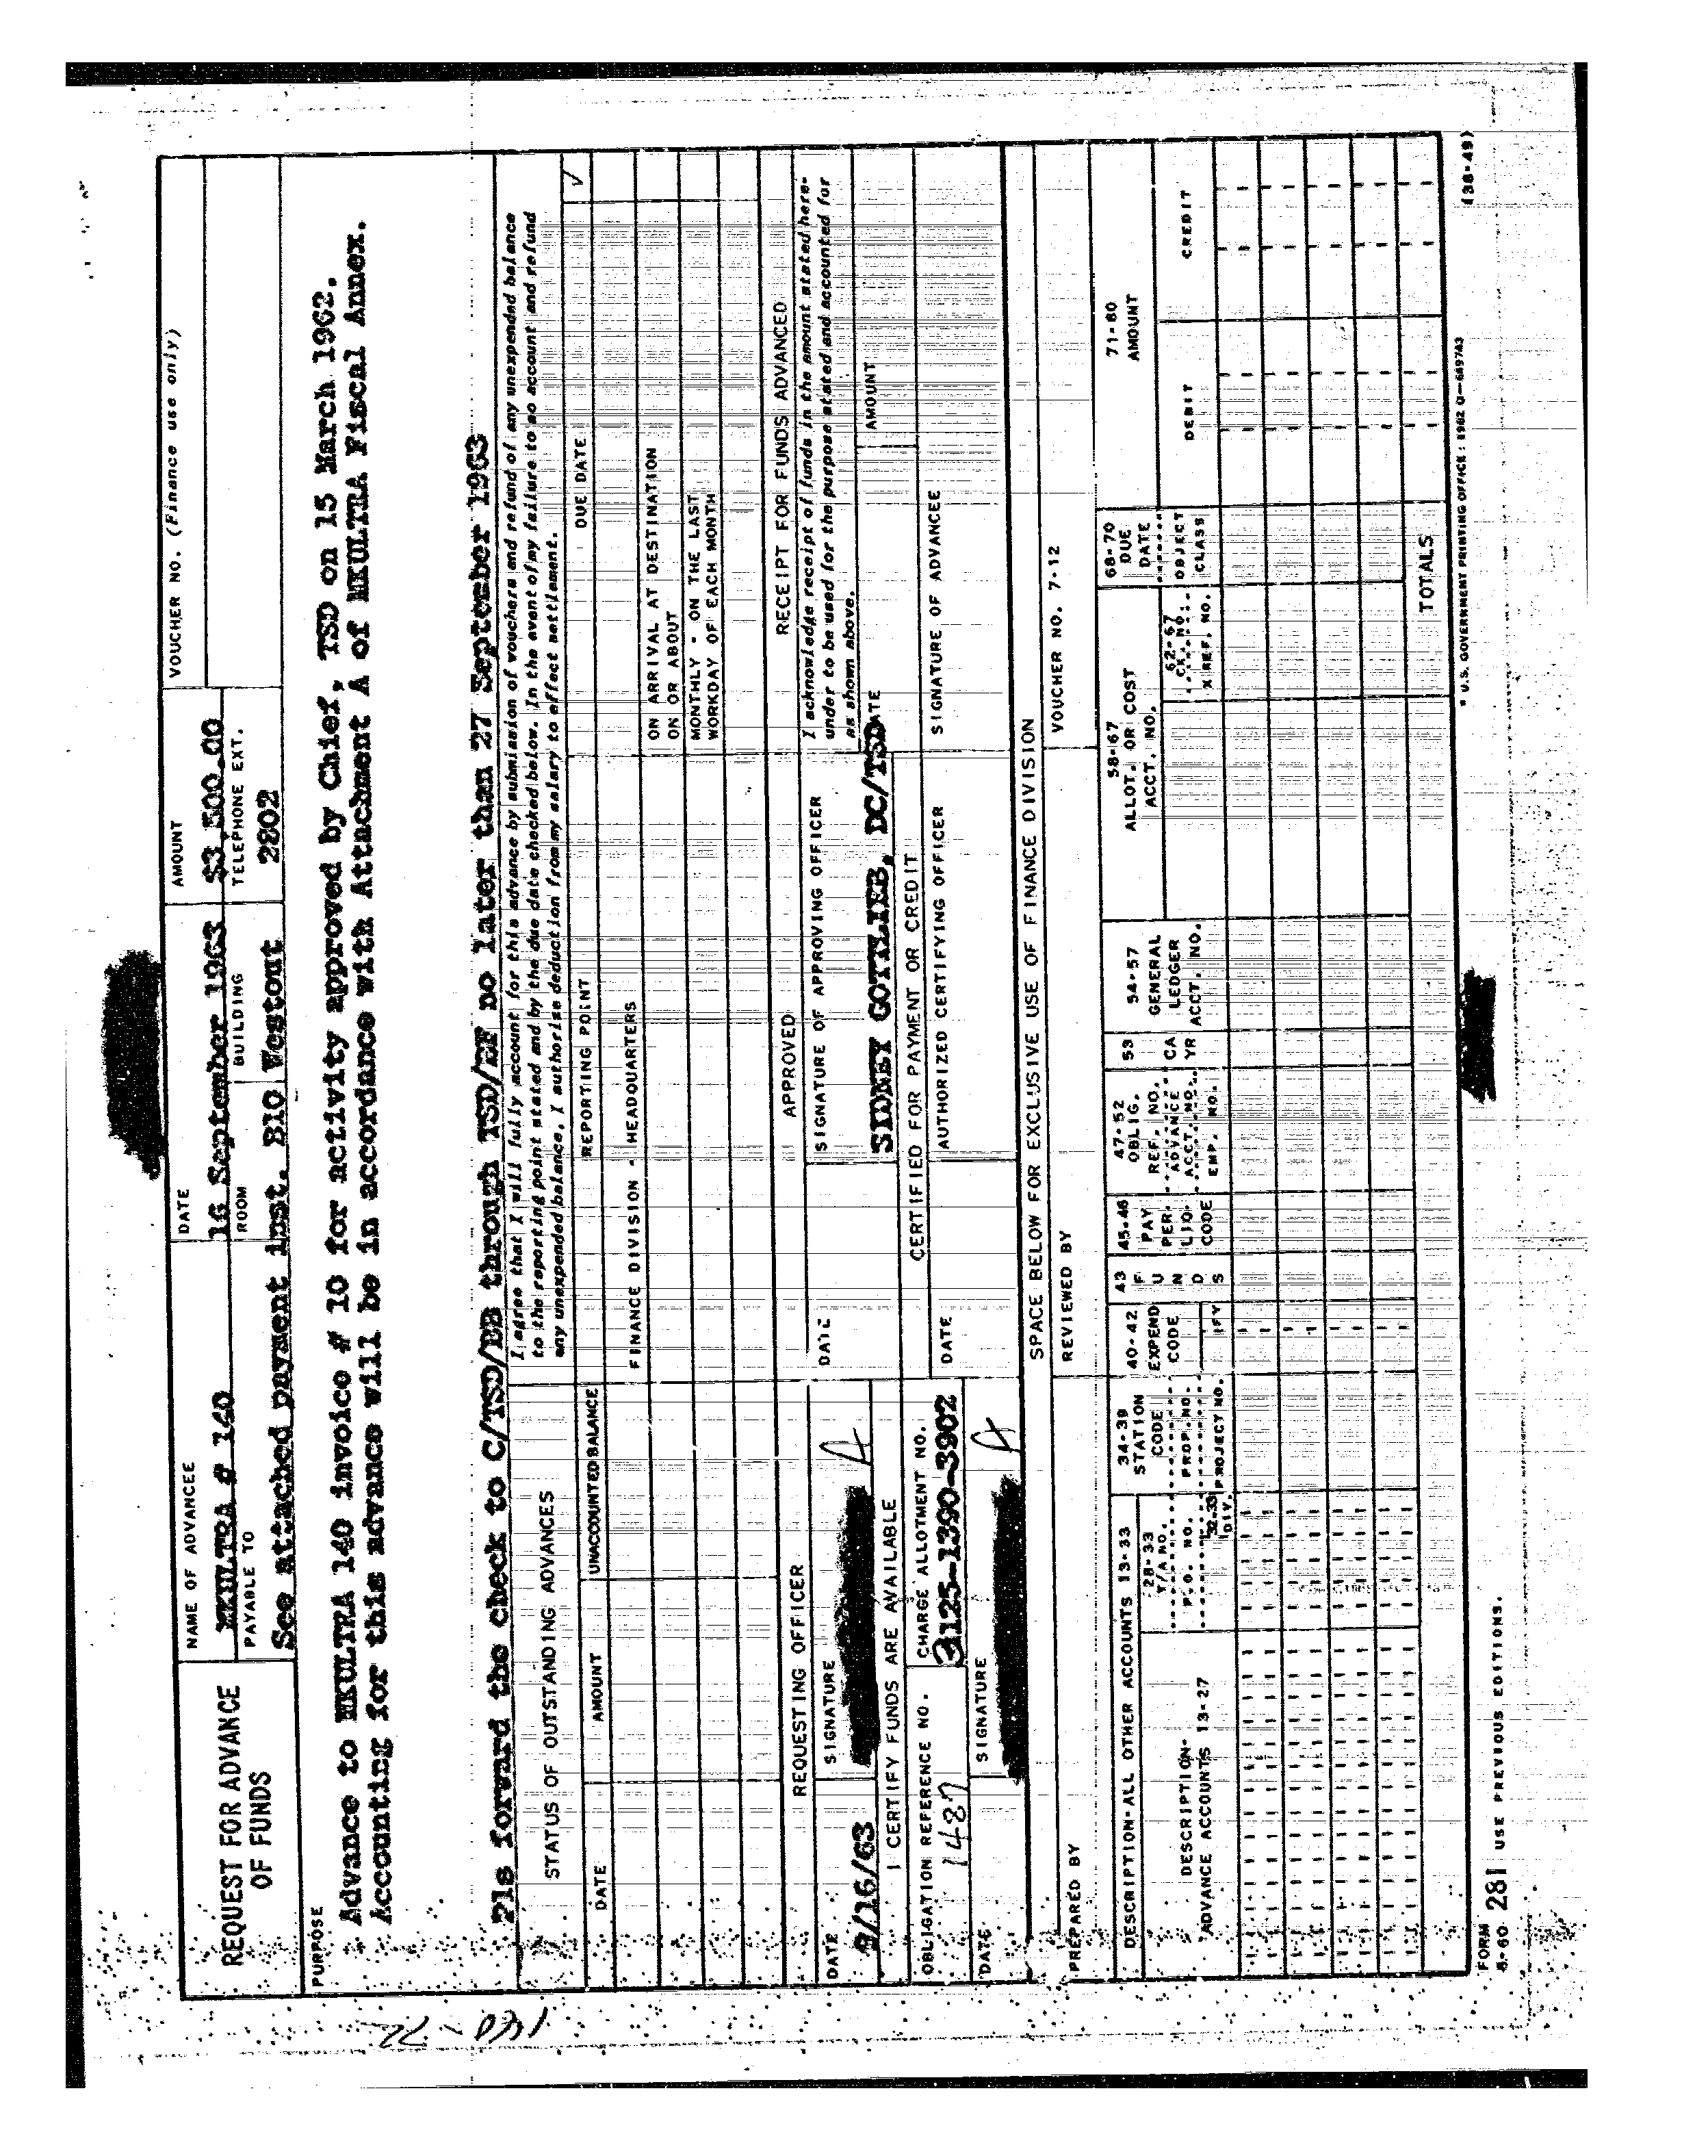 REQUEST FOR ADVANCE
OF FUNDS
NAME OF ADVANCEE
MKULTRA # 140
DATE
16 September 1963
AMOUNT
$3,500.00
VOUCHER NO. (Finance use only)
PAYABLE TO
See attached payment inst.
ROOM
BUILDING
BIO Westout
TELEPHONE EXT.
2802
PURPOSE
Advance to MKULTRA 140 invoice # 10 for activity approved by Chief, TSD on 15 March 1962.
Accounting for this advance will be in accordance with Attachment A of MKULTRA Fiscal Annex.
Pls forward the check to C/TSD/BB through TSD/BF no later than 27 September 1963
STATUS OF OUTSTANDING ADVANCES
I agree that I will fully account for this advance by submission of vouchers and refund of any unexpended balance
to the reporting point stated and by the due date checked below. In the event of my failure to so account and refund
any unexpended balance, I authorize deduction from my salary to effect settlement.
DATE
AMOUNT
UNACCOUNTED BALANCE
REPORTING POINT
DUE DATE
✓
FINANCE DIVISION - HEADQUARTERS
ON ARRIVAL AT DESTINATION
ON OR ABOUT
MONTHLY - ON THE LAST
WORKDAY OF EACH MONTH
REQUESTING OFFICER
APPROVED
RECEIPT FOR FUNDS ADVANCED
DATE
9/16/63
SIGNATURE
DATE
SIGNATURE OF APPROVING OFFICER
SIDNEY GOTTLIEB, DC/TSD
I acknowledge receipt of funds in the amount stated here-
under to be used for the purpose stated and accounted for
as shown above.
I CERTIFY FUNDS ARE AVAILABLE
CERTIFIED FOR PAYMENT OR CREDIT
DATE
AMOUNT
OBLIGATION REFERENCE NO.
1487
CHARGE ALLOTMENT NO.
3125-1390-3902
DATE
AUTHORIZED CERTIFYING OFFICER
SIGNATURE OF ADVANCEE
DATE
SIGNATURE
SPACE BELOW FOR EXCLUSIVE USE OF FINANCE DIVISION
PREPARED BY
REVIEWED BY
VOUCHER NO. 7-12
DESCRIPTION-ALL OTHER ACCOUNTS 13-33
DESCRIPTION-
ADVANCE ACCOUNTS 13-27
28-33
T/A NO.
P.O. NO.
32-33
DIV.
34-39
STATION
CODE
PROP. NO.
PROJECT NO.
40-42
EXPEND
CODE
FY
43
F
U
N
D
S
45-46
PAY
PER-
LIQ.
CODE
47-52
OBLIG.
REF. NO.
ADVANCE
ACCT. NO.
EMP. NO.
53
CA
YR
54-57
GENERAL
LEDGER
ACCT. NO.
58-67
ALLOT. OR COST
ACCT. NO.
62-67
CK. NO.
X REF. NO.
68-70
DUE
DATE
OBJECT
CLASS
71-80
AMOUNT
DEBIT
CREDIT
TOTALS
FORM
281
USE PREVIOUS EDITIONS.
* U.S. GOVERNMENT PRINTING OFFICE : 1962 O-649743
(38-49)